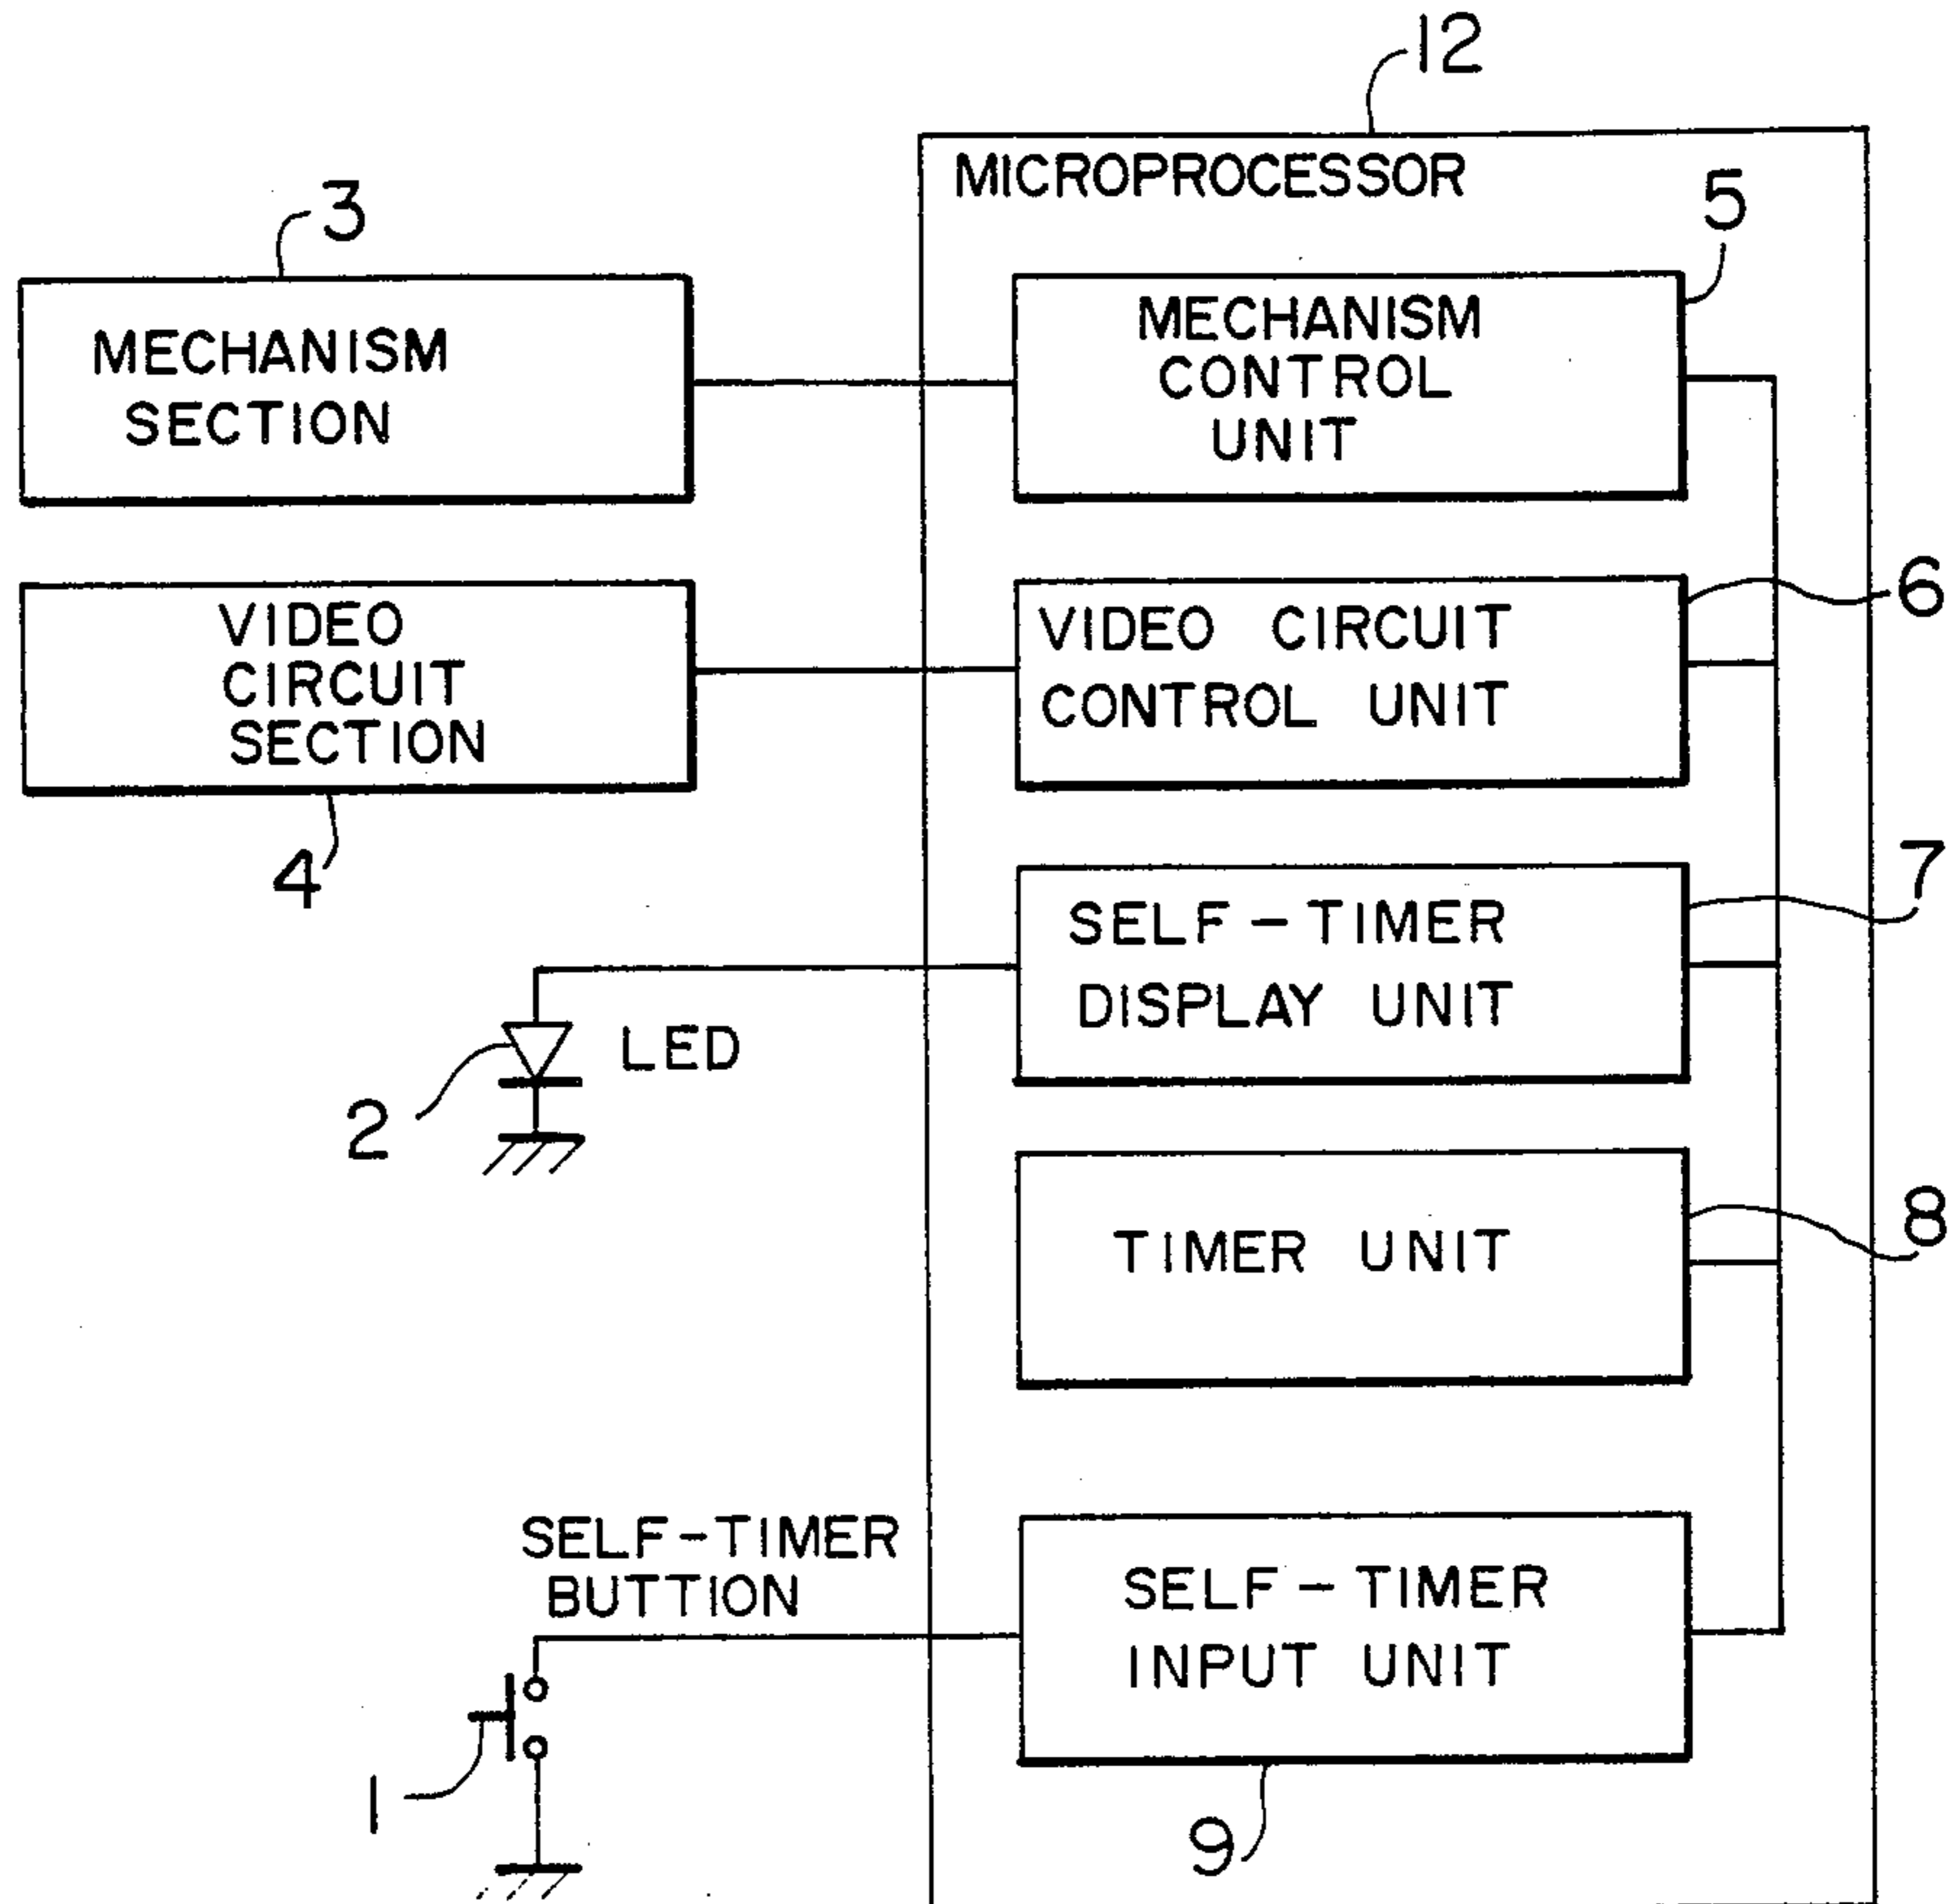 12
MICROPROCESSOR
3
5
MECHANISM
SECTION
MECHANISM
CONTROL
UNIT
6
VIDEO
CIRCUIT
SECTION
VIDEO CIRCUIT
CONTROL UNIT
4
7
SELF-TIMER
DISPLAY UNIT
LED
2
8
TIMER UNIT
SELF-TIMER
BUTTION
SELF-TIMER
INPUT UNIT
1
9